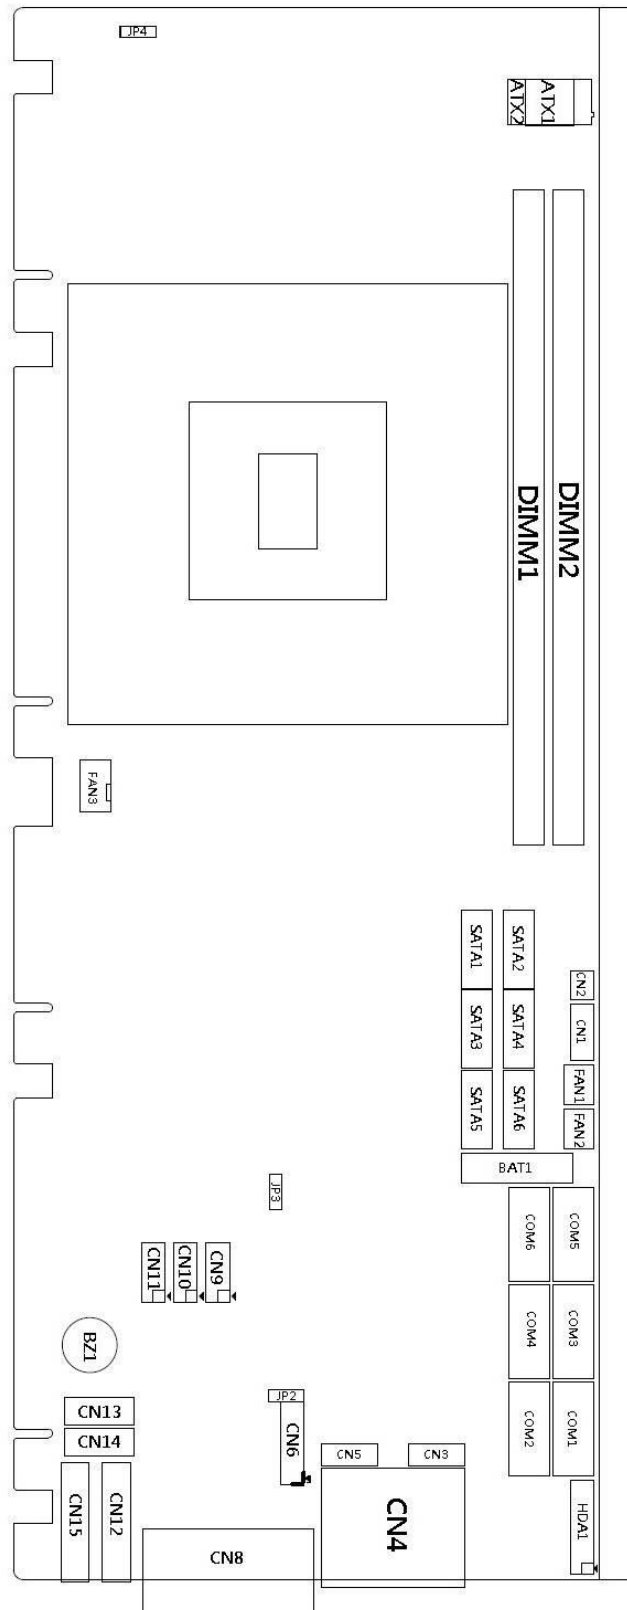 JP4
ATX1
ATX2
DIMM2
DIMM1
FAN3
SATA1
SATA2
CN2
CN1
SATA3
SATA4
FAN1
SATA5
SATA6
FAN2
BAT1
JP3
COM6
COM5
CN11
CN10
CN9
COM4
COM3
BZ1
JP2
CN13
COM2
COM1
CN14
CN6
CN5
CN3
CN15
CN12
CN4
HDA1
CN8